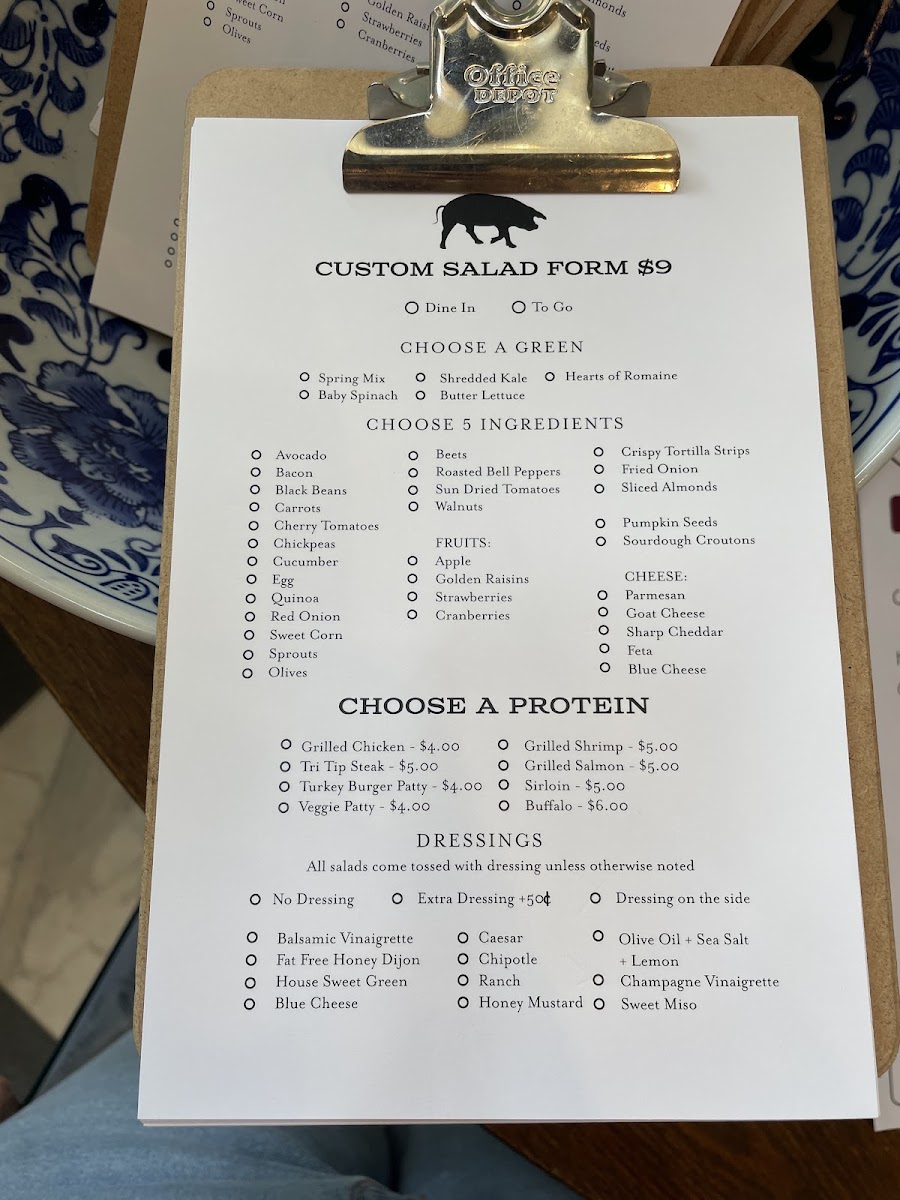 Sweet Corn
Sprouts
Olives
Golden
Strawberries
Cranberries
Office
DEPOT
CUSTOM SALAD FORM $9
Dine In To Go
CHOOSE A GREEN
Spring Mix Shredded Kale Hearts of Romaine
Baby Spinach Butter Lettuce
CHOOSE 5 INGREDIENTS
Avocado
Bacon
Black Beans
Carrots
Cherry Tomatoes
Chickpeas
Cucumber
Egg
Quinoa
Red Onion
Sweet Corn
Sprouts
Olives
Beets
Roasted Bell Peppers
Sun Dried Tomatoes
Walnuts
FRUITS:
Apple
Golden Raisins
Strawberries
Cranberries
Crispy Tortilla Strips
Fried Onion
Sliced Almonds
Pumpkin Seeds
Sourdough Croutons
CHEESE:
Parmesan
Goat Cheese
Sharp Cheddar
Feta
Blue Cheese
CHOOSE A PROTEIN
Grilled Chicken - $4.00
Tri Tip Steak - $5.00
Turkey Burger Patty - $4.00
Veggie Patty - $4.00
Grilled Shrimp - $5.00
Grilled Salmon - $5.00
Sirloin - $5.00
Buffalo - $6.00
DRESSINGS
All salads come tossed with dressing unless otherwise noted
No Dressing Extra Dressing +50¢ Dressing on the side
Balsamic Vinaigrette
Fat Free Honey Dijon
House Sweet Green
Blue Cheese
Caesar
Chipotle
Ranch
Honey Mustard
Olive Oil + Sea Salt
+ Lemon
Champagne Vinaigrette
Sweet Miso